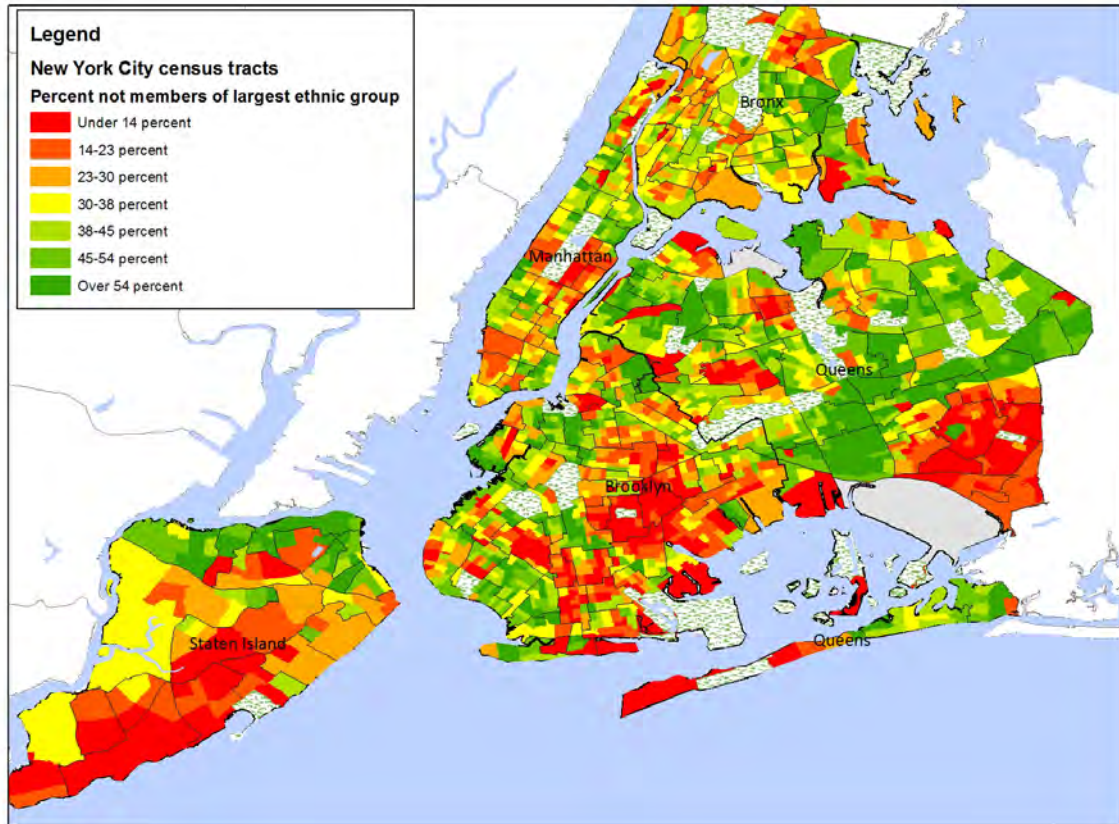 Legend
New York City census tracts
Percent not members of largest ethnic group
Under 14 percent
14-23 percent
23-30 percent
30-38 percent
38-45 percent
45-54 percent
Over 54 percent
Bronx
Manhattan
Queens
Brooklyn
Staten Island
Queens